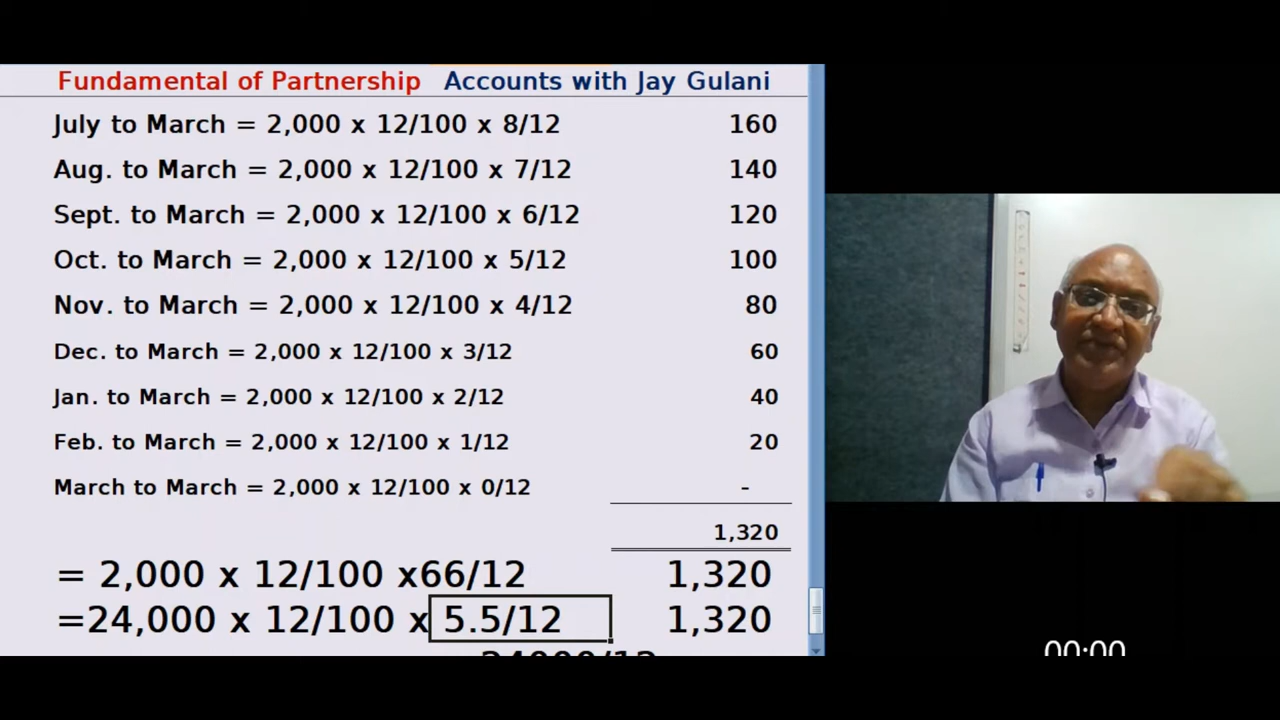 Fundamental of Partnership Accounts with Jay Gulani
July to March = 2,000 x 12/100 x 8/12 160
Aug. to March = 2,000 x 12/100 x 7/12 140
Sept. to March = 2,000 x 12/100 x 6/12 120
Oct. to March = 2,000 x 12/100 x 5/12 100
Nov. to March = 2,000 x 12/100 x 4/12 80
Dec. to March = 2,000 x 12/100 x 3/12 60
Jan. to March = 2,000 x 12/100 x 2/12 40
Feb. to March = 2,000 x 12/100 x 1/12 20
March to March = 2,000 x 12/100 x 0/12 -
1,320
= 2,000 x 12/100 x66/12 1,320
=24,000 x 12/100 x 5.5/12 1,320
24000/12
00:00